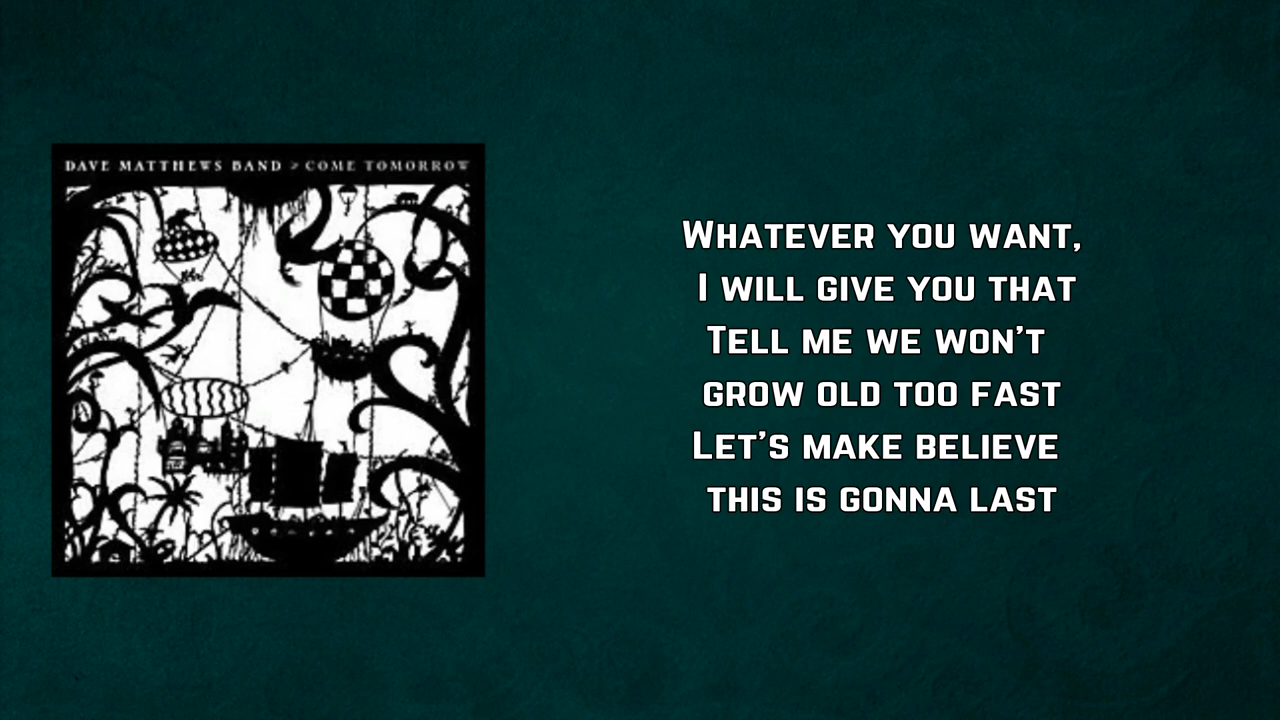 DAVE MATTHEWS BAND > COME TOMORROW
WHATEVER YOU WANT,
I WILL GIVE YOU THAT
TELL ME WE WON’T
GROW OLD TOO FAST
LET’S MAKE BELIEVE
THIS IS GONNA LAST